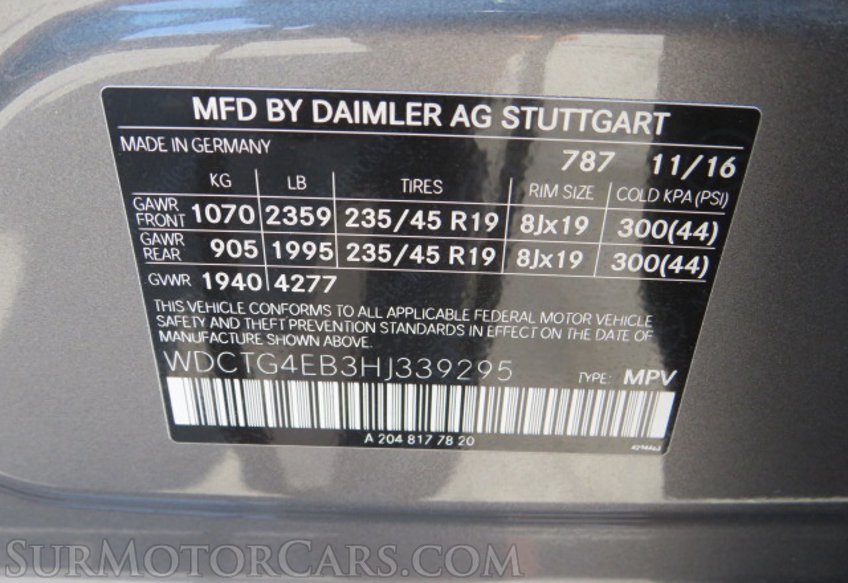 MFD BY DAIMLER AG STUTTGART
MADE IN GERMANY 787 11/16
KG LB TIRES RIM SIZE COLD KPA (PSI)
GAWR FRONT 1070 2359 235/45 R19 8Jx19 300(44)
GAWR REAR 905 1995 235/45 R19 8Jx19 300(44)
GVWR 1940 4277
THIS VEHICLE CONFORMS TO ALL APPLICABLE FEDERAL MOTOR VEHICLE
SAFETY AND THEFT PREVENTION STANDARDS IN EFFECT ON THE DATE OF
MANUFACTURE SHOWN ABOVE.
WDCTG4EB3HJ339295 TYPE: MPV
A 204 817 78 20
SURMOTORCARS.COM